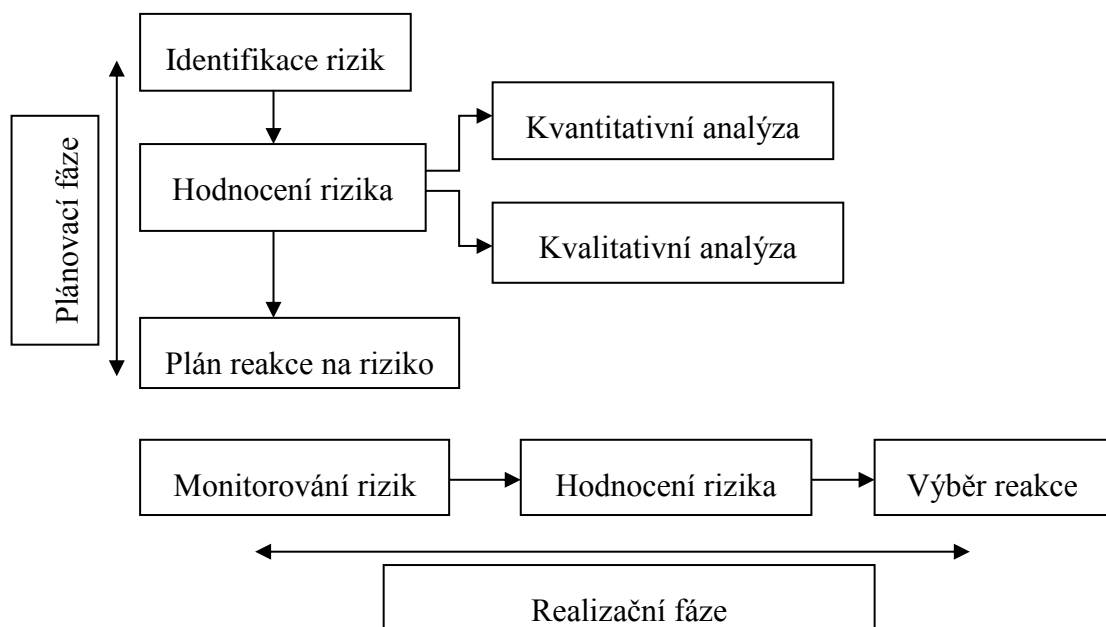 Identifikace rizik
Kvantitativní analýza
Plánovací fáze
Hodnocení rizika
Kvalitativní analýza
Plán reakce na riziko
Monitorování rizik
Hodnocení rizika
Výběr reakce
Realizační fáze